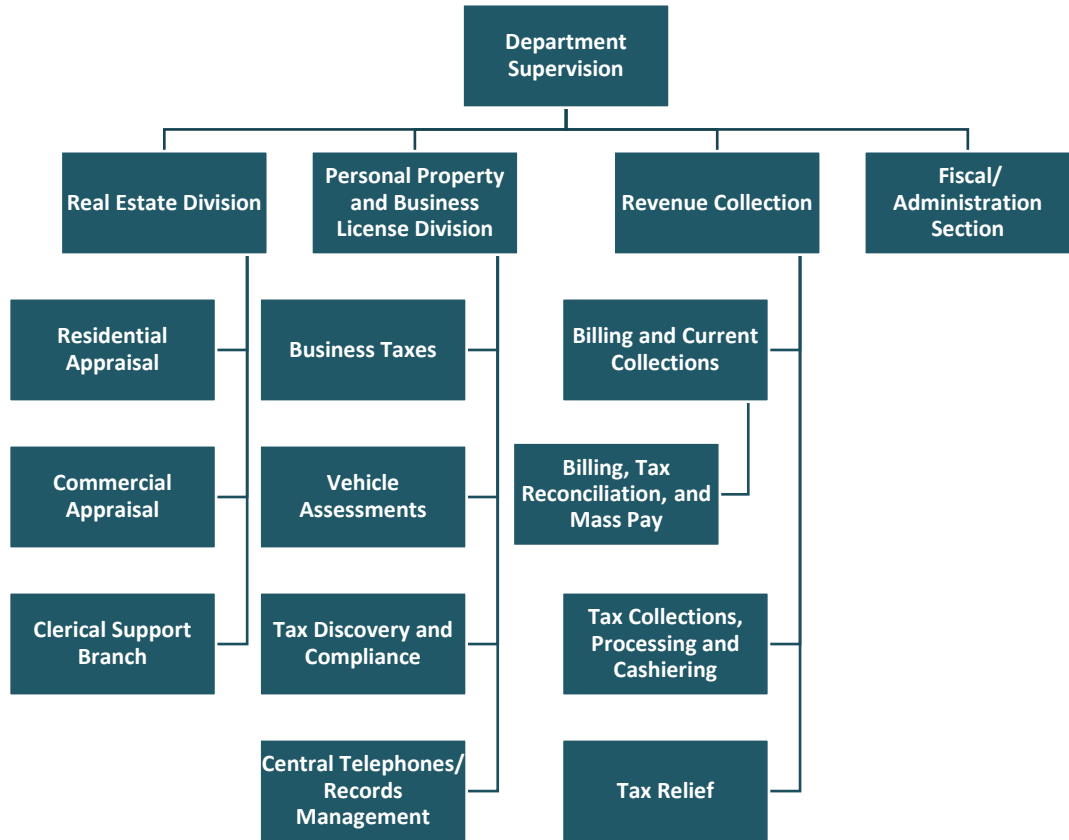 Department
Supervision
Real Estate Division
Personal Property
and Business
License Division
Revenue Collection
Fiscal/
Administration
Section
Residential
Appraisal
Business Taxes
Billing and Current
Collections
Commercial
Appraisal
Vehicle
Assessments
Billing, Tax
Reconciliation, and
Mass Pay
Clerical Support
Branch
Tax Discovery and
Compliance
Tax Collections,
Processing and
Cashiering
Central Telephones/
Records
Management
Tax Relief